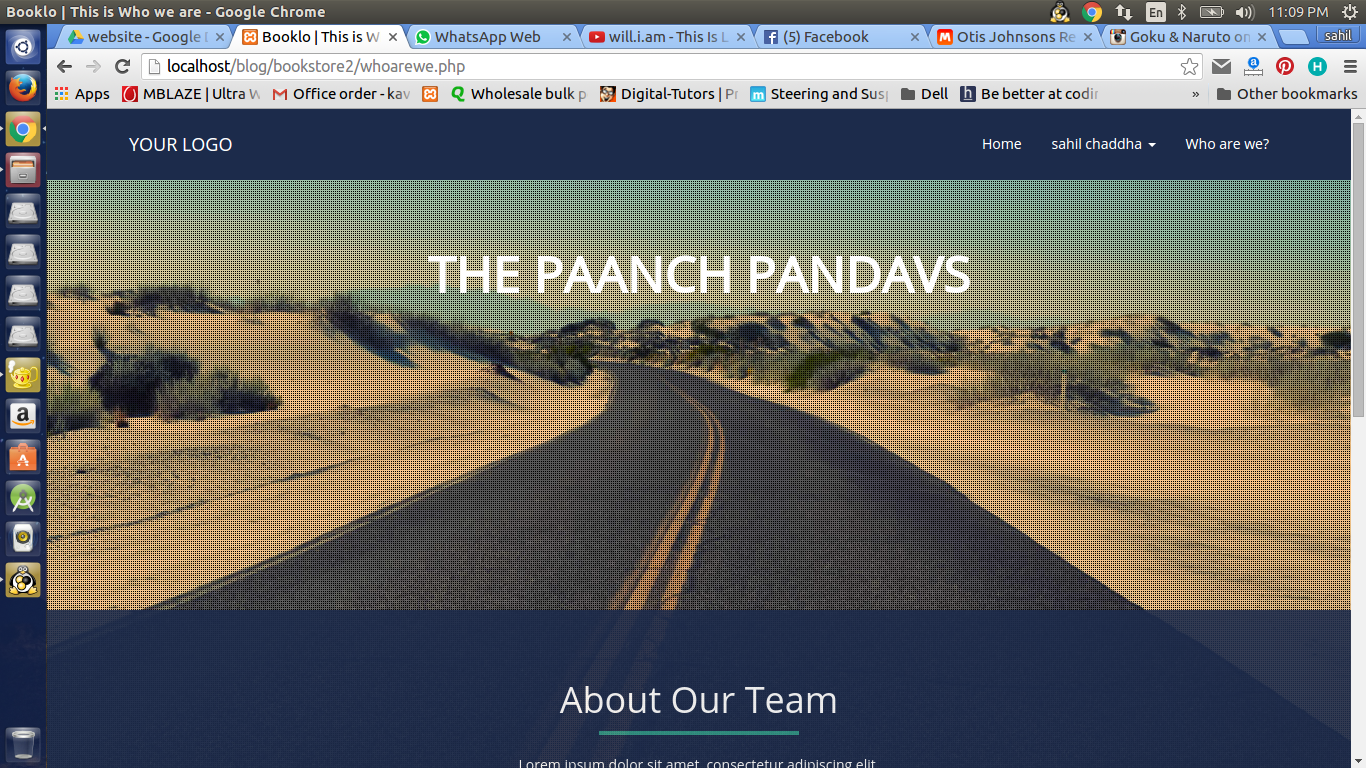 Booklo | This is Who we are - Google Chrome
En
11:09 PM
website - Google D
Booklo | This is W
WhatsApp Web
will.i.am - This Is L
(5) Facebook
Otis Johnsons Re
Goku & Naruto on
sahil
localhost/blog/bookstore2/whoarewe.php
Apps
MBLAZE | Ultra W
Office order - kav
Wholesale bulk p
Digital-Tutors | Pr
Steering and Susp
Dell
Be better at codin
»
Other bookmarks
YOUR LOGO
Home
sahil chaddha
Who are we?
THE PAANCH PANDAVS
About Our Team
Lorem ipsum dolor sit amet, consectetur adipiscing elit.